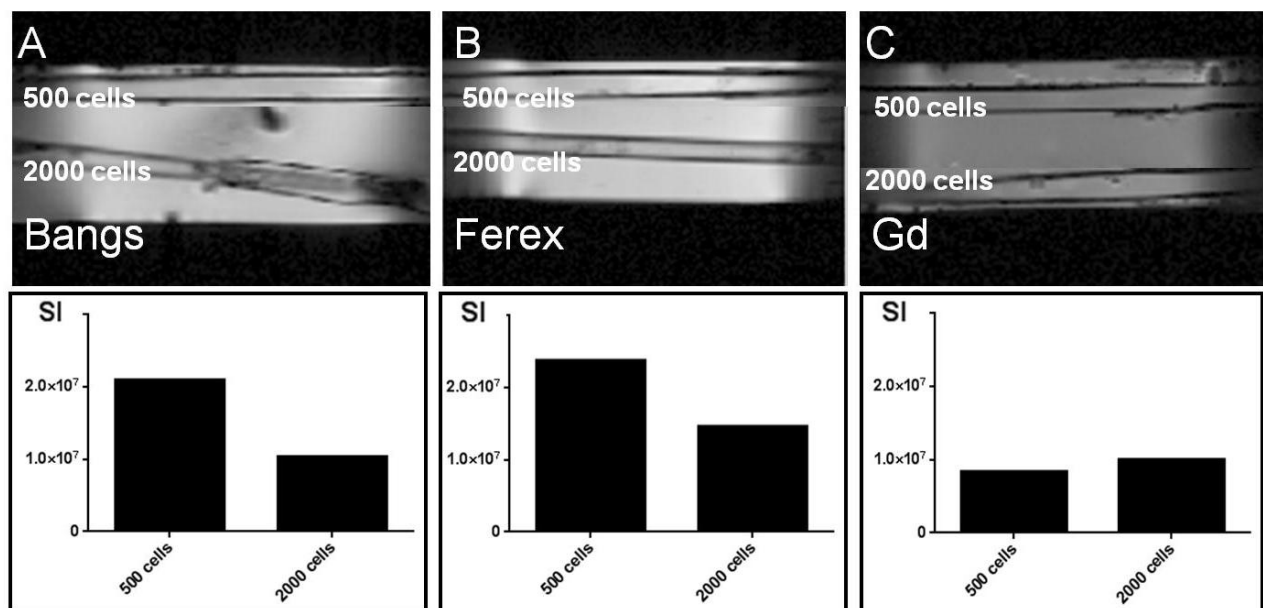 A
500 cells
2000 cells
Bangs
B
500 cells
2000 cells
Ferex
C
500 cells
2000 cells
Gd
SI
2.0×10⁷
1.0×10⁷
0
500 cells
2000 cells
SI
2.0×10⁷
1.0×10⁷
0
500 cells
2000 cells
SI
2.0×10⁷
1.0×10⁷
0
500 cells
2000 cells